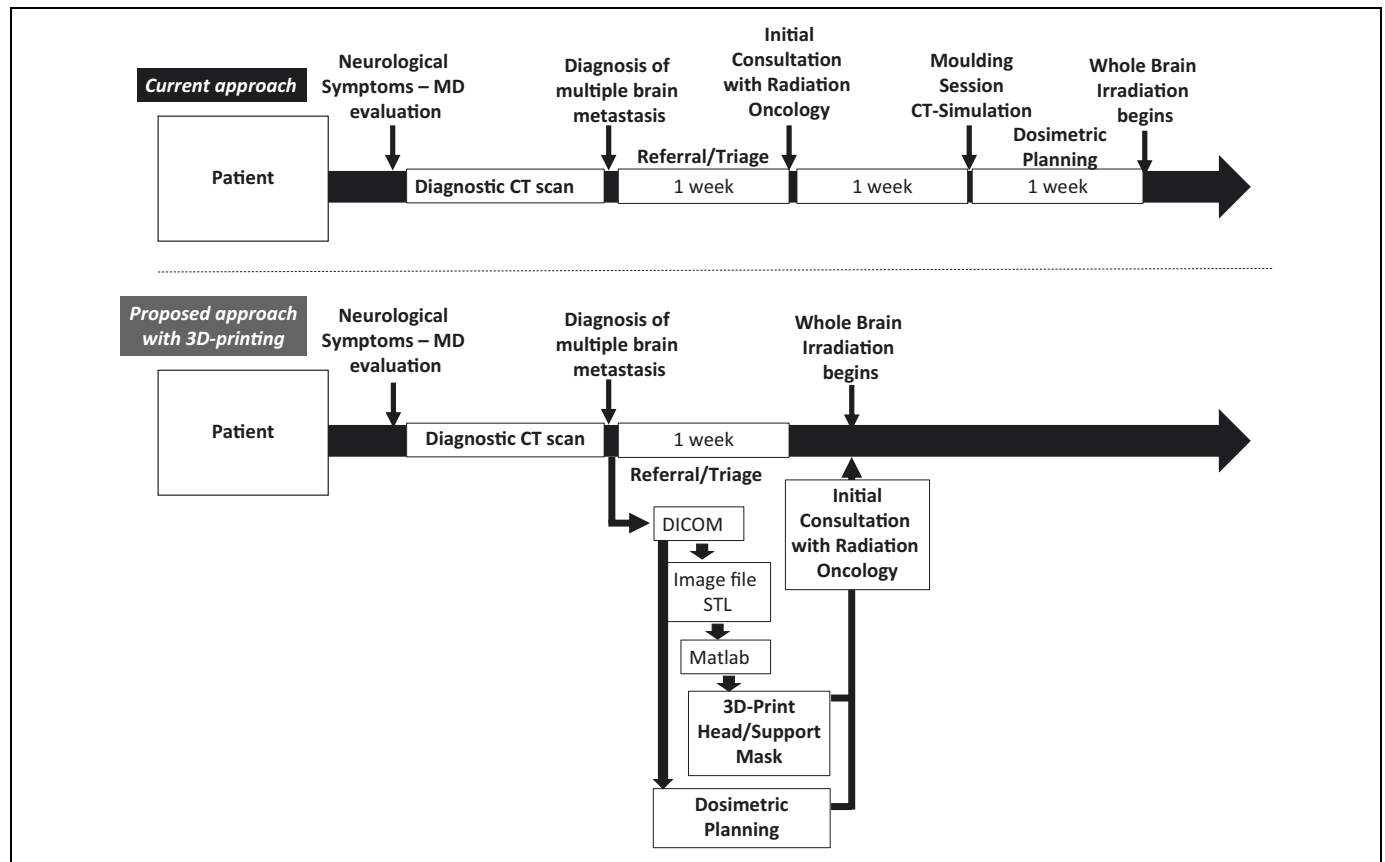 Current approach
Neurological
Symptoms – MD
evaluation
Diagnosis of
multiple brain
metastasis
Initial
Consultation
with Radiation
Oncology
Moulding
Session
CT-Simulation
Dosimetric
Planning
Whole Brain
Irradiation
begins
Patient
Diagnostic CT scan
Referral/Triage
1 week
1 week
1 week
Proposed approach
with 3D-printing
Neurological
Symptoms – MD
evaluation
Diagnosis of
multiple brain
metastasis
Whole Brain
Irradiation
begins
Patient
Diagnostic CT scan
1 week
Referral/Triage
DICOM
Image file
STL
Matlab
3D-Print
Head/Support
Mask
Dosimetric
Planning
Initial
Consultation
with Radiation
Oncology